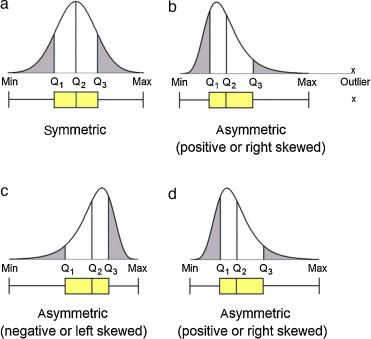 a
Min Q1 Q2 Q3 Max
Symmetric
b
x
Min Q1 Q2 Q3 Max Outlier
x
Asymmetric
(positive or right skewed)
c
Min Q1 Q2 Q3 Max
Asymmetric
(negative or left skewed)
d
Min Q1 Q2 Q3 Max
Asymmetric
(positive or right skewed)